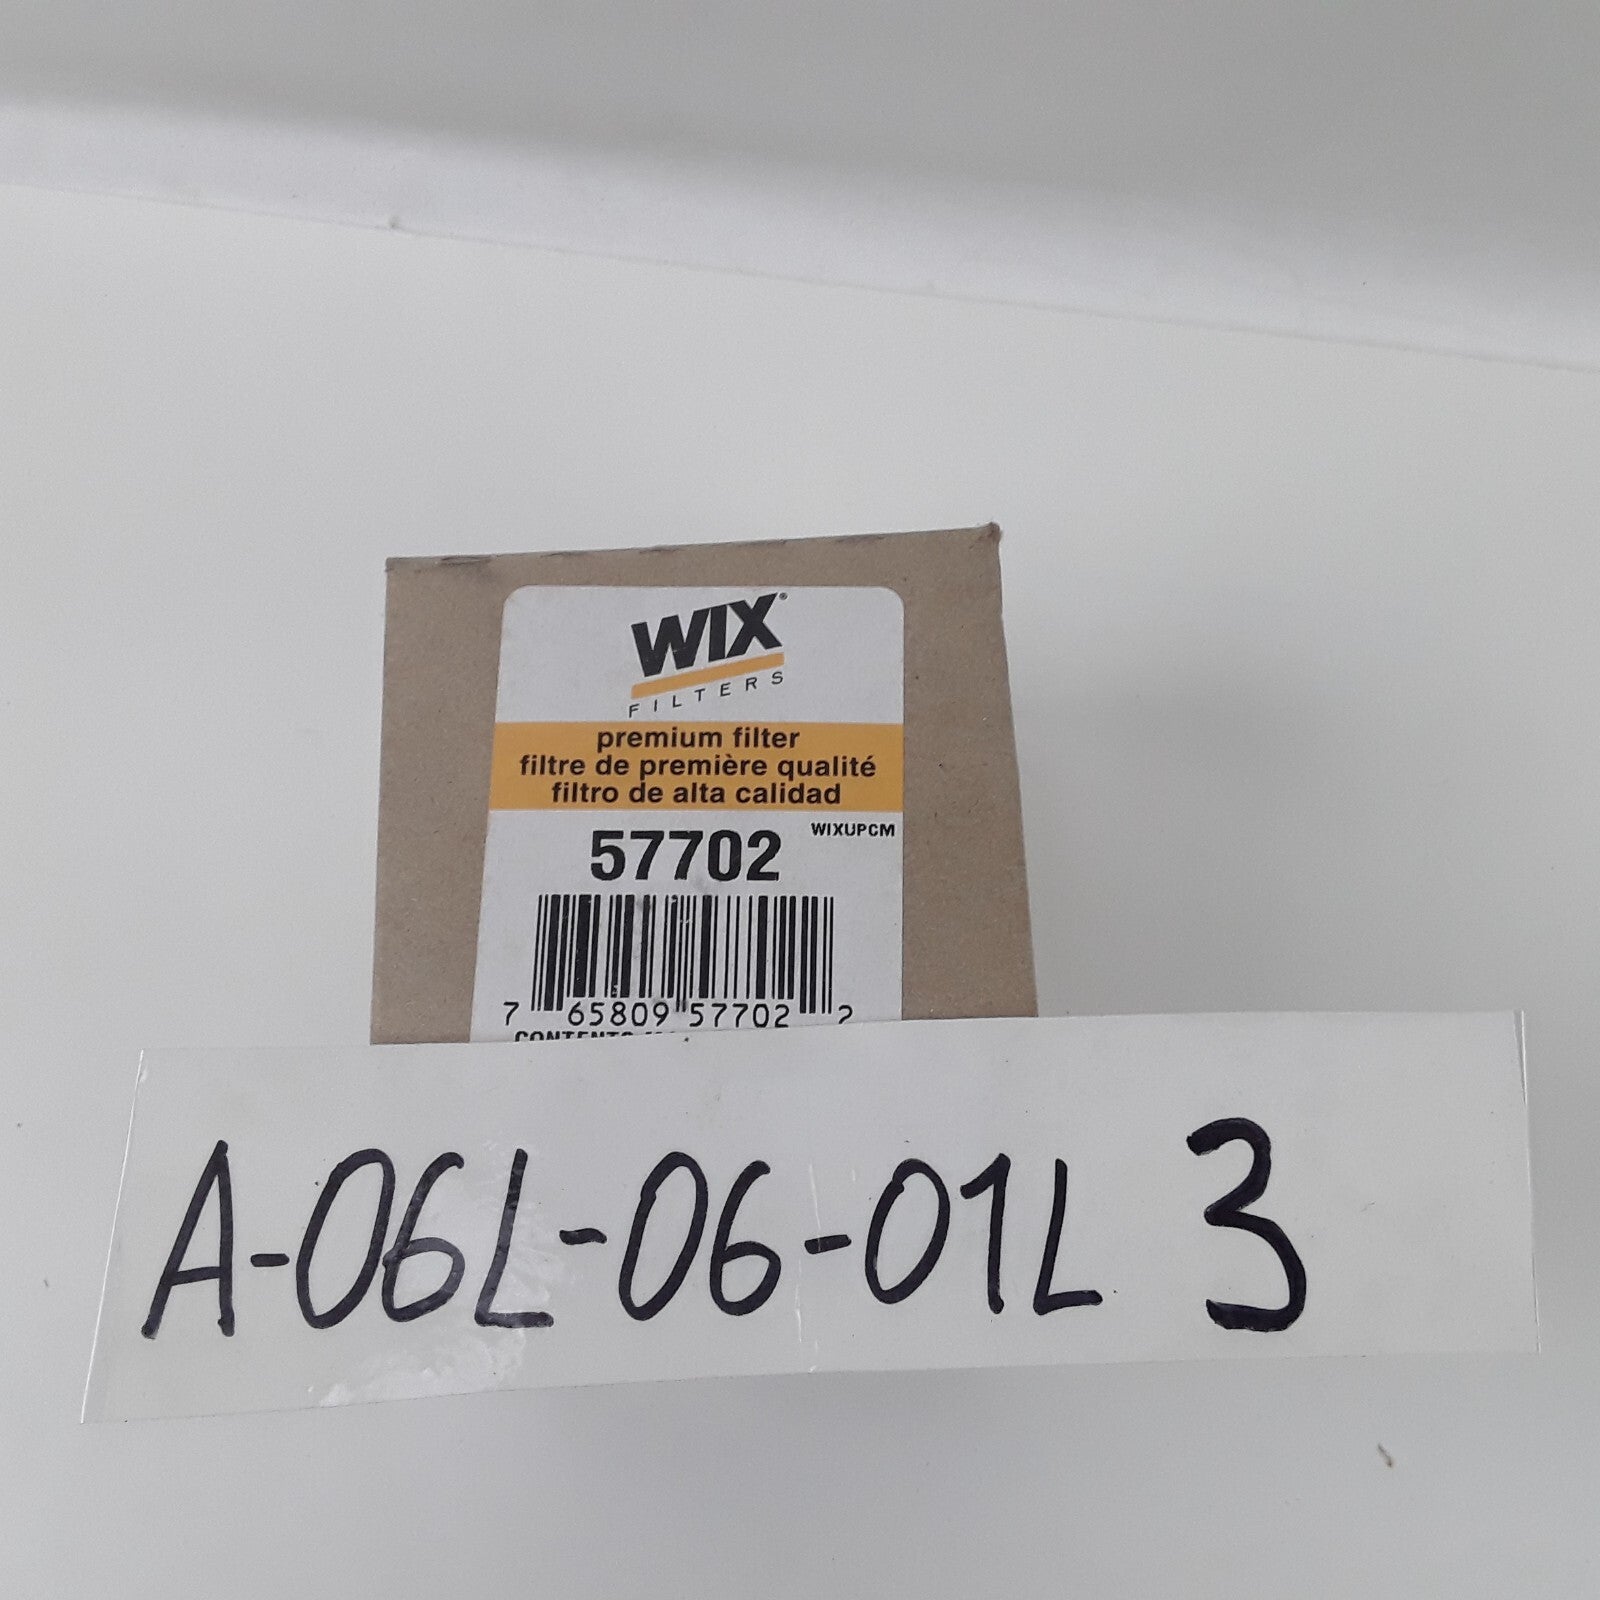 WIX®
FILTERS
premium filter
filtre de première qualité
filtro de alta calidad
WIXUPCM
57702
7 65809 57702 2
CONTENTS
A-06L-06-01L 3